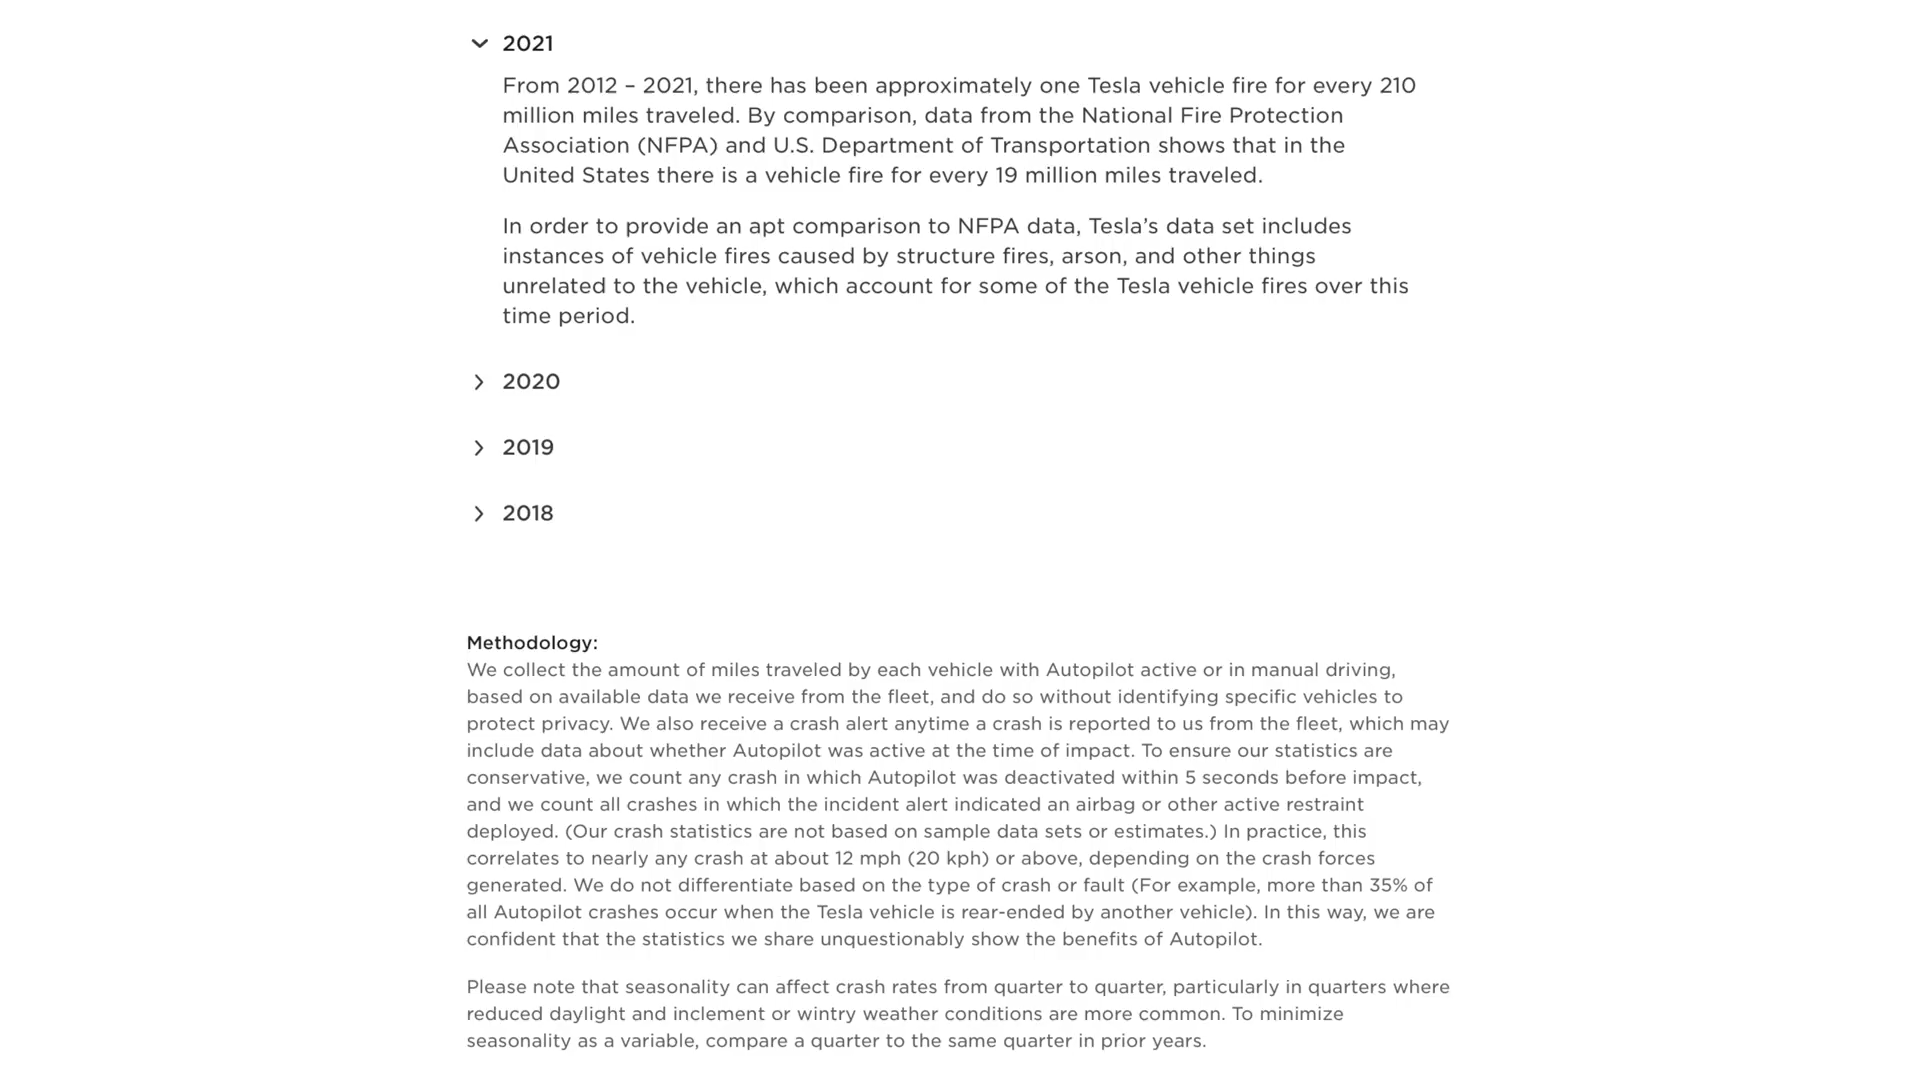 2021
From 2012 – 2021, there has been approximately one Tesla vehicle fire for every 210
million miles traveled. By comparison, data from the National Fire Protection
Association (NFPA) and U.S. Department of Transportation shows that in the
United States there is a vehicle fire for every 19 million miles traveled.
In order to provide an apt comparison to NFPA data, Tesla’s data set includes
instances of vehicle fires caused by structure fires, arson, and other things
unrelated to the vehicle, which account for some of the Tesla vehicle fires over this
time period.
2020
2019
2018
Methodology:
We collect the amount of miles traveled by each vehicle with Autopilot active or in manual driving,
based on available data we receive from the fleet, and do so without identifying specific vehicles to
protect privacy. We also receive a crash alert anytime a crash is reported to us from the fleet, which may
include data about whether Autopilot was active at the time of impact. To ensure our statistics are
conservative, we count any crash in which Autopilot was deactivated within 5 seconds before impact,
and we count all crashes in which the incident alert indicated an airbag or other active restraint
deployed. (Our crash statistics are not based on sample data sets or estimates.) In practice, this
correlates to nearly any crash at about 12 mph (20 kph) or above, depending on the crash forces
generated. We do not differentiate based on the type of crash or fault (For example, more than 35% of
all Autopilot crashes occur when the Tesla vehicle is rear-ended by another vehicle). In this way, we are
confident that the statistics we share unquestionably show the benefits of Autopilot.
Please note that seasonality can affect crash rates from quarter to quarter, particularly in quarters where
reduced daylight and inclement or wintry weather conditions are more common. To minimize
seasonality as a variable, compare a quarter to the same quarter in prior years.